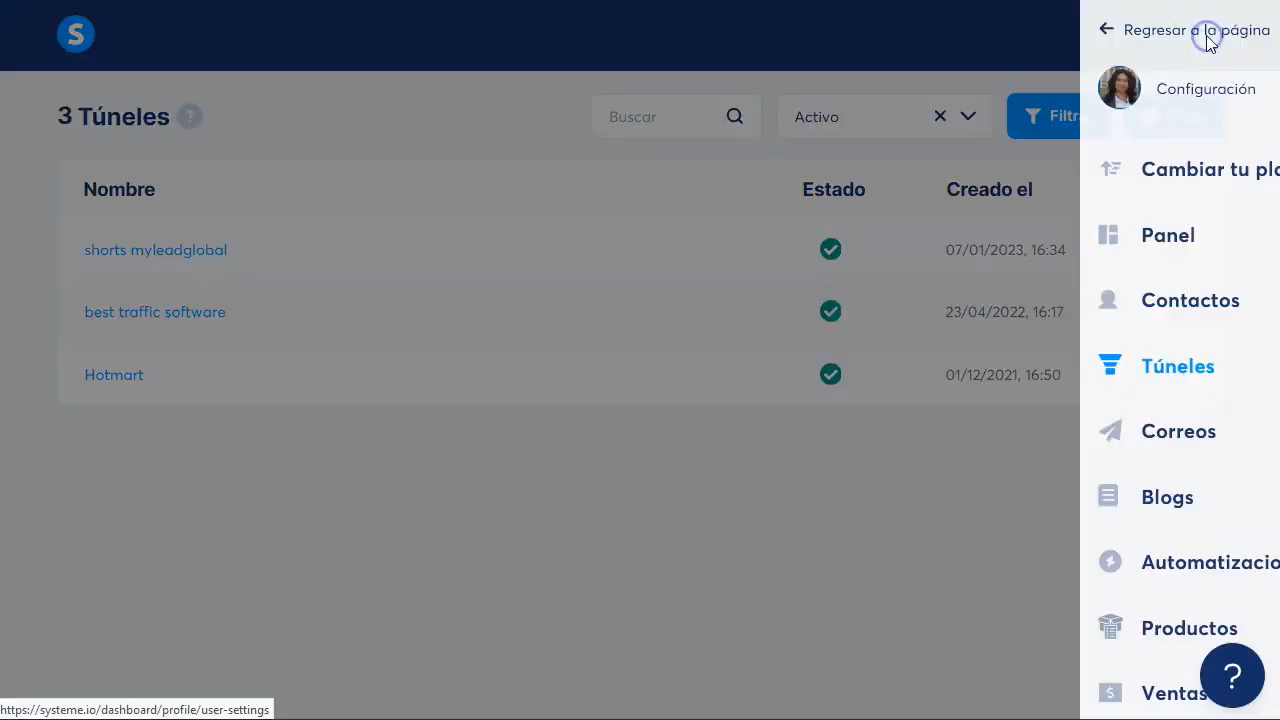 S
Regresar a la página
Configuración
3 Túneles ?
Buscar
Activo
Filtr
Nombre
Estado
Creado el
shorts myleadglobal
07/01/2023, 16:34
best traffic software
23/04/2022, 16:17
Hotmart
01/12/2021, 16:50
Cambiar tu pla
Panel
Contactos
Túneles
Correos
Blogs
Automatizacio
Productos
Ventas
?
https://systeme.io/dashboard/profile/user-settings